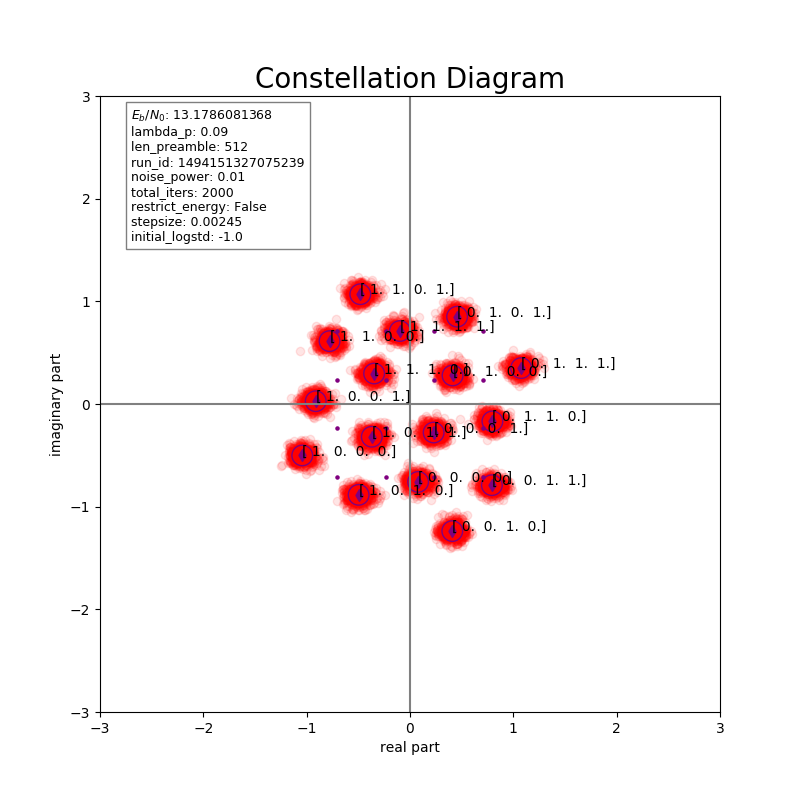 Constellation Diagram
E_b/N_0: 13.1786081368
lambda_p: 0.09
len_preamble: 512
run_id: 1494151327075239
noise_power: 0.01
total_iters: 2000
restrict_energy: False
stepsize: 0.00245
initial_logstd: -1.0
3
2
1
0
−1
−2
−3
imaginary part
[ 1. 1. 0. 1.]
[ 0. 1. 0. 1.]
[ 1. 1. 1. 1.]
[ 1. 1. 0. 0.]
[ 0. 1. 1. 1.]
[ 1. 1. 1. 0.]
[ 0. 1. 0. 0.]
[ 1. 0. 0. 1.]
[ 0. 1. 1. 0.]
[ 1. 0. 1. 1.]
[ 0. 0. 0. 1.]
[ 1. 0. 0. 0.]
[ 0. 0. 0. 0.]
[ 0. 0. 1. 1.]
[ 1. 0. 1. 0.]
[ 0. 0. 1. 0.]
−3 −2 −1 0 1 2 3
real part